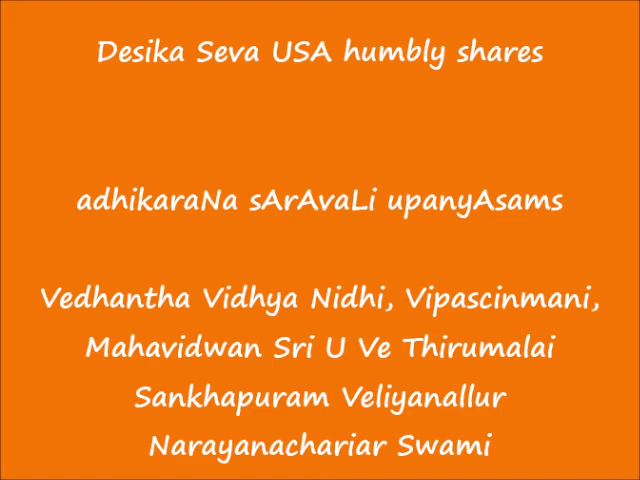 Desika Seva USA humbly shares
adhikaraNa sArAvaLi upanyAsams
Vedhantha Vidhya Nidhi, Vipascinmani,
Mahavidwan Sri U Ve Thirumalai
Sankhapuram Veliyanallur
Narayanachariar Swami